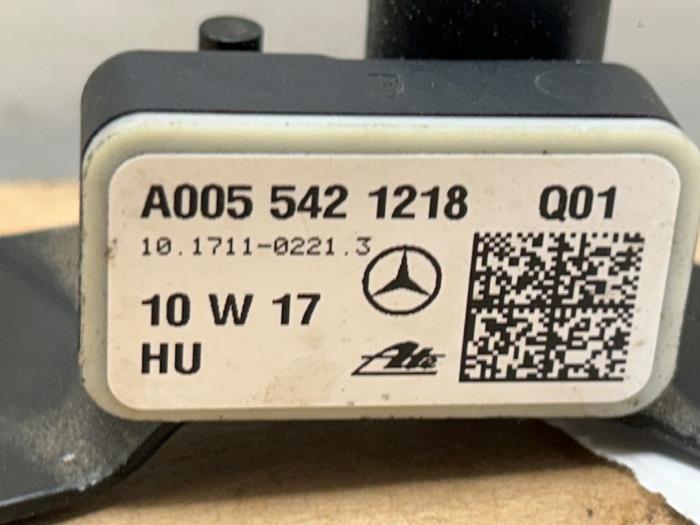 A005 542 1218 Q01
10.1711-0221.3
10 W 17
HU
Ate